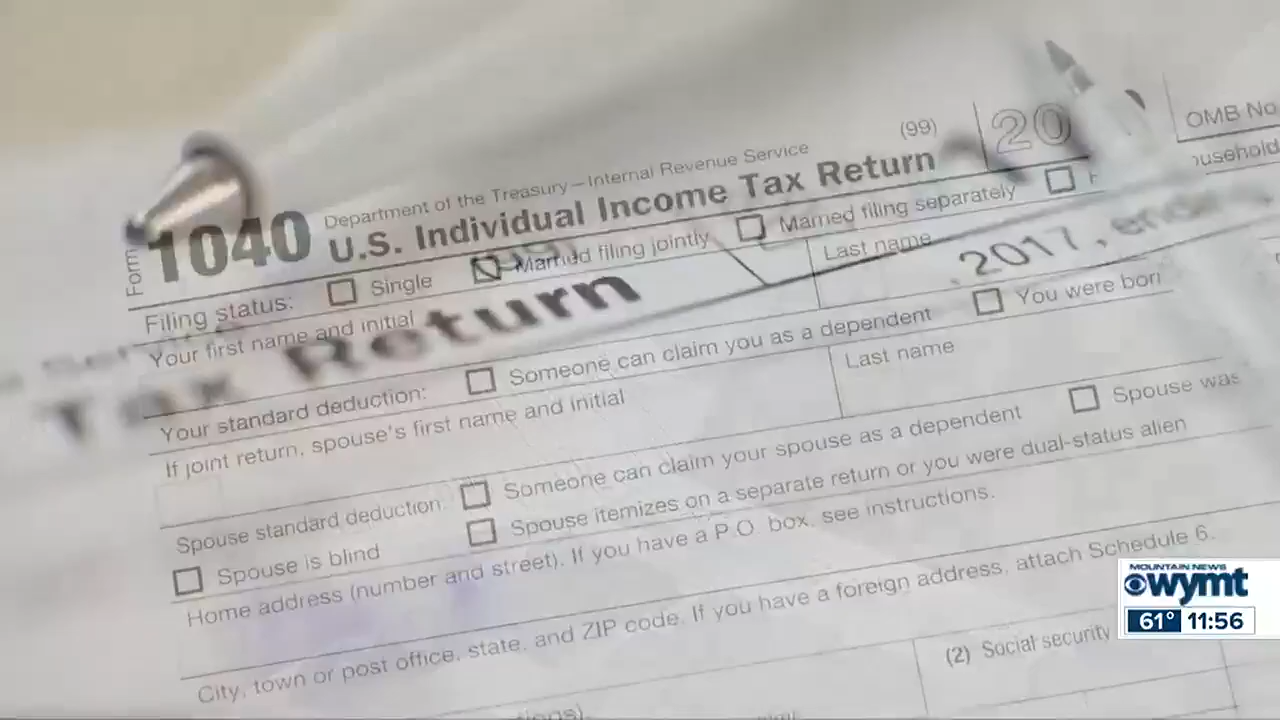 Form 1040 Department of the Treasury—Internal Revenue Service (99)
U.S. Individual Income Tax Return 20 OMB No
Filing status: Single Married filing jointly Married filing separately
Your first name and initial Last name
2017, ending
Tax Return
Your standard deduction: Someone can claim you as a dependent You were bor
If joint return, spouse's first name and initial Last name
Spouse standard deduction: Someone can claim your spouse as a dependent Spouse was
Spouse is blind Spouse itemizes on a separate return or you were dual-status alien
Home address (number and street). If you have a P.O. box, see instructions.
City, town or post office, state, and ZIP code. If you have a foreign address, attach Schedule 6.
(2) Social security
MOUNTAIN NEWS
wymt
61° 11:56